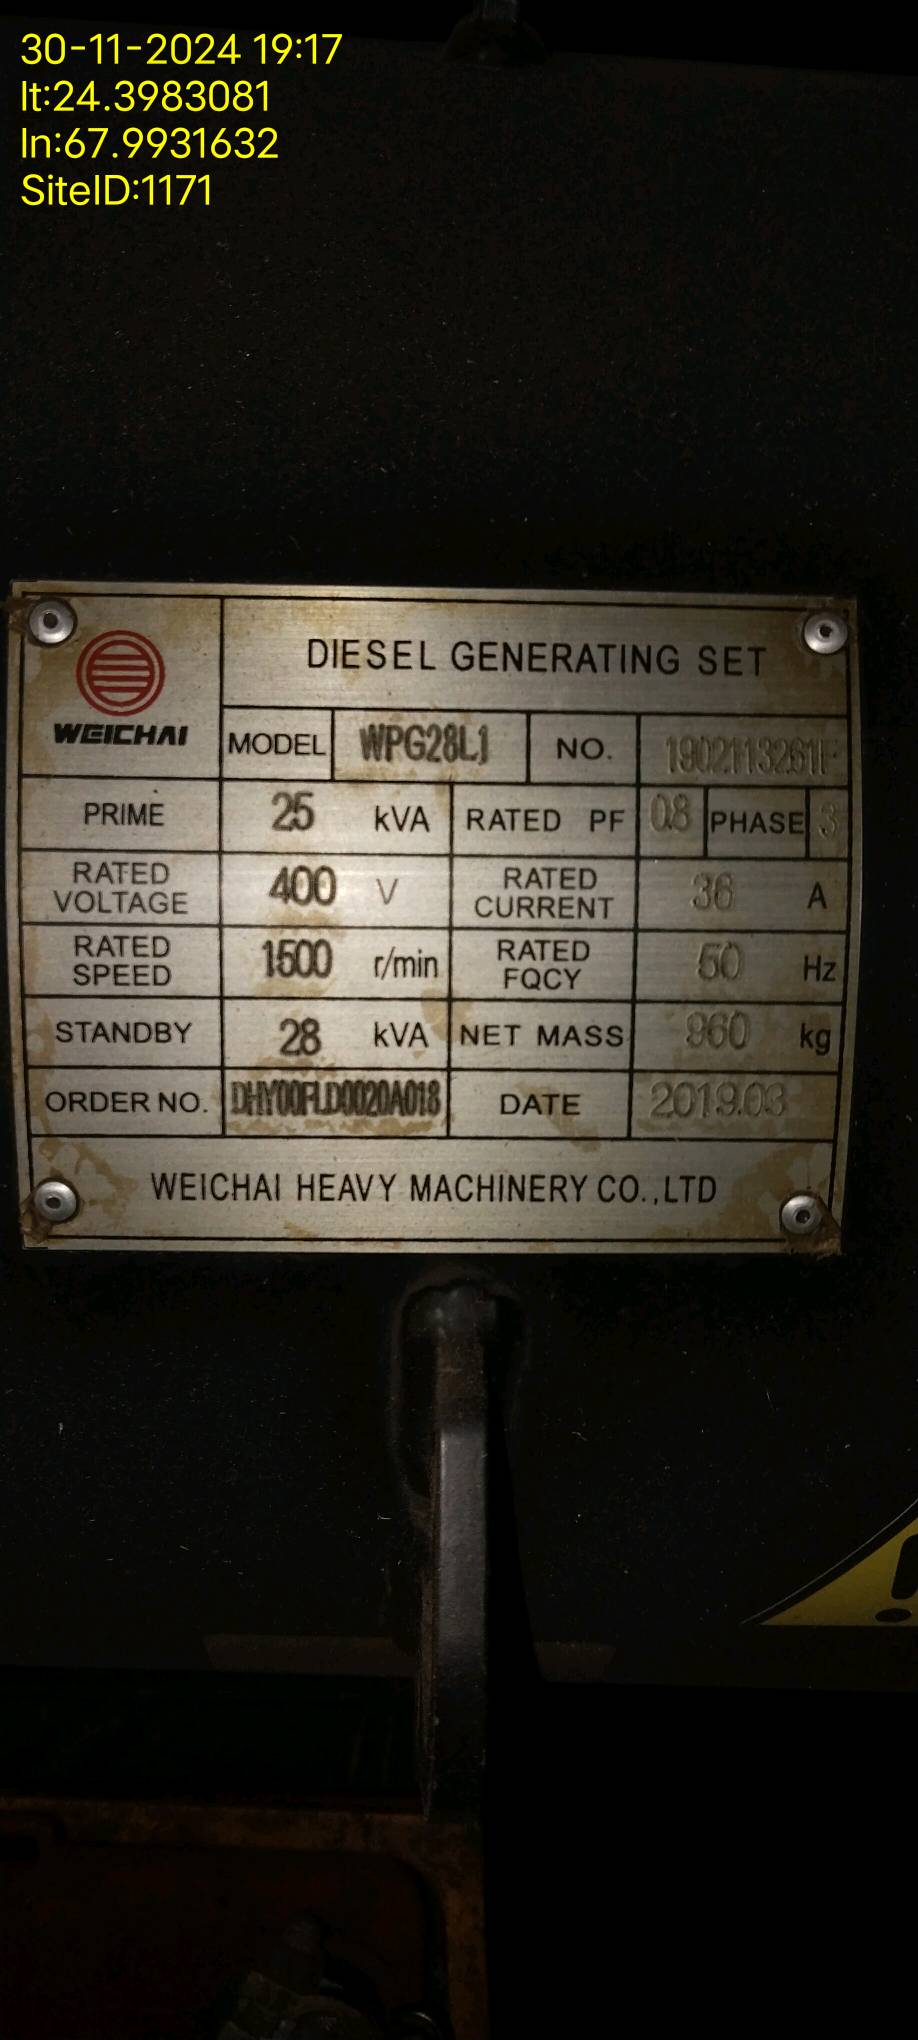 30-11-2024 19:17
lt:24.3983081
ln:67.9931632
SiteID:1171
DIESEL GENERATING SET
WEICHAI
MODEL WPG28L1 NO. 1902113261F
PRIME 25 kVA RATED PF 0.8 PHASE 3
RATED VOLTAGE 400 V RATED CURRENT 36 A
RATED SPEED 1500 r/min RATED FQCY 50 Hz
STANDBY 28 kVA NET MASS 960 kg
ORDER NO. DHY00FLD0020A018 DATE 2019.03
WEICHAI HEAVY MACHINERY CO.,LTD